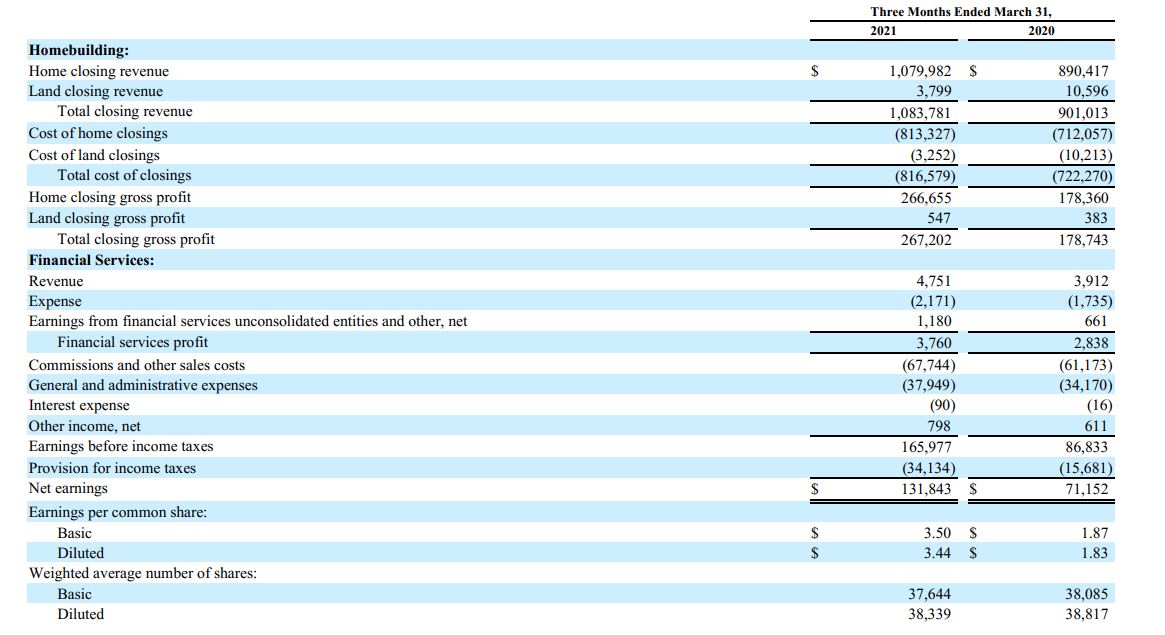 Three Months Ended March 31,
2021 2020
Homebuilding:
Home closing revenue $ 1,079,982 $ 890,417
Land closing revenue 3,799 10,596
Total closing revenue 1,083,781 901,013
Cost of home closings (813,327) (712,057)
Cost of land closings (3,252) (10,213)
Total cost of closings (816,579) (722,270)
Home closing gross profit 266,655 178,360
Land closing gross profit 547 383
Total closing gross profit 267,202 178,743
Financial Services:
Revenue 4,751 3,912
Expense (2,171) (1,735)
Earnings from financial services unconsolidated entities and other, net 1,180 661
Financial services profit 3,760 2,838
Commissions and other sales costs (67,744) (61,173)
General and administrative expenses (37,949) (34,170)
Interest expense (90) (16)
Other income, net 798 611
Earnings before income taxes 165,977 86,833
Provision for income taxes (34,134) (15,681)
Net earnings $ 131,843 $ 71,152
Earnings per common share:
Basic $ 3.50 $ 1.87
Diluted $ 3.44 $ 1.83
Weighted average number of shares:
Basic 37,644 38,085
Diluted 38,339 38,817